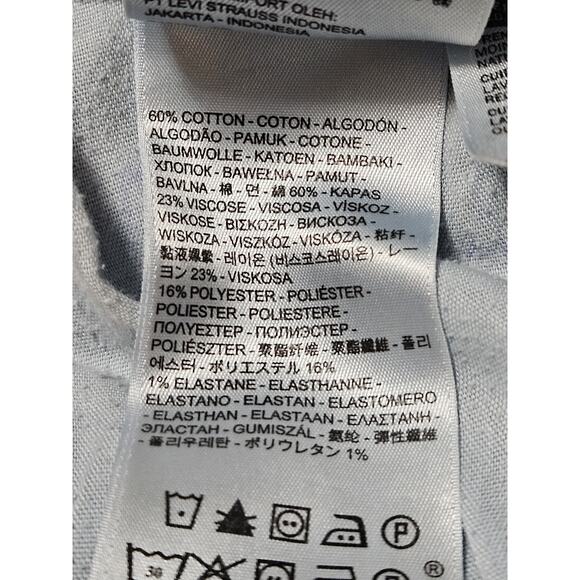 IMPORT OLEH:
PT LEVI STRAUSS INDONESIA
JAKARTA - INDONESIA
60% COTTON - COTON - ALGODÓN -
ALGODÃO - PAMUK - COTONE -
BAUMWOLLE - KATOEN - BAMBAKI -
ХЛОПОК - BAWEŁNA - PAMUT -
BAVLNA - 棉 - 면 - 綿 60% - KAPAS
23% VISCOSE - VISCOSA - VİSKOZ -
VISKOSE - ΒΙΣΚΟΖΗ - ВИСКОЗА -
WISKOZA - VISZKÓZ - VISKÓZA - 粘纤 -
黏液嫘縈 - 레이온 (비스코스레이온) - レー
ヨン 23% - VISKOSA
16% POLYESTER - POLIÉSTER -
POLIESTER - POLIESTERE -
ΠΟΛΥΕΣΤΕΡ - ПОЛИЭСТЕР -
POLIÉSZTER - 聚酯纤维 - 聚酯纖維 - 폴리
에스터 - ポリエステル 16%
1% ELASTANE - ELASTHANNE -
ELASTANO - ELASTAN - ELASTOMERO
- ELASTHAN - ELASTAAN - ΕΛΑΣΤΑΝΗ -
ЭЛАСТАН - GUMISZÁL - 氨纶 - 彈性纖維
- 폴리우레탄 - ポリウレタン 1%
P
30
P
®